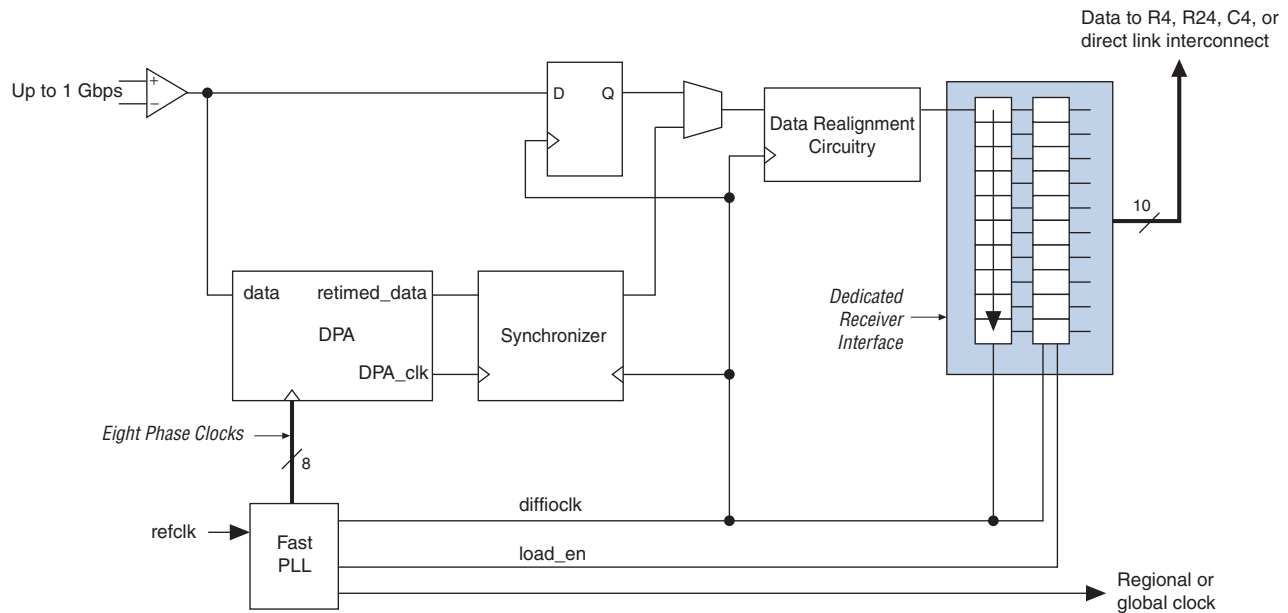 Data to R4, R24, C4, or
direct link interconnect
Up to 1 Gbps
+
−
D Q
Data Realignment
Circuitry
10
data retimed_data
DPA
DPA_clk
Synchronizer
Dedicated
Receiver
Interface
Eight Phase Clocks
8
diffioclk
refclk
Fast
PLL
load_en
Regional or
global clock